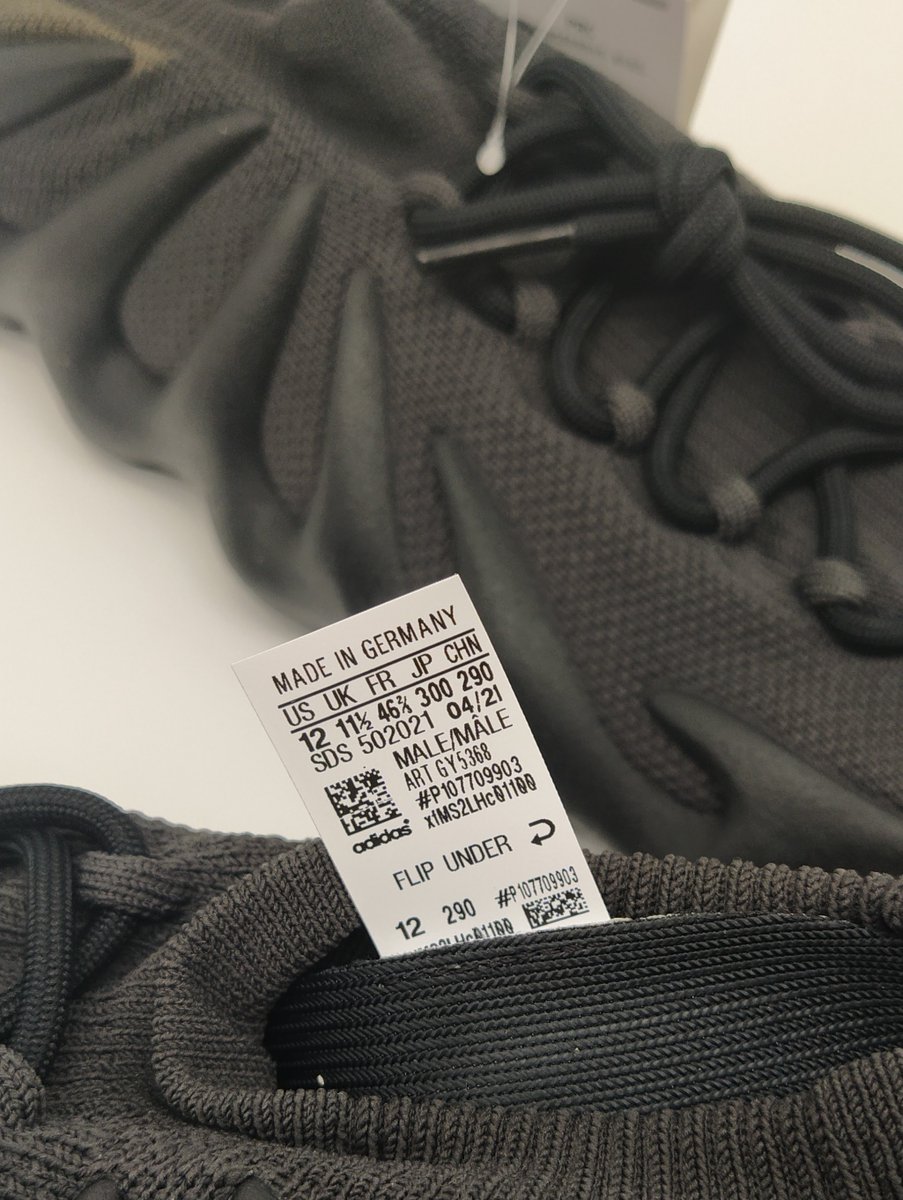 MADE IN GERMANY
US UK FR JP CHN
12 11½ 46⅔ 300 290
SDS 502021 04/21
MALE/MÂLE
ART GY5368
#P107709903
x1MS2LHc01100
adidas
FLIP UNDER
12 290 #P107709903